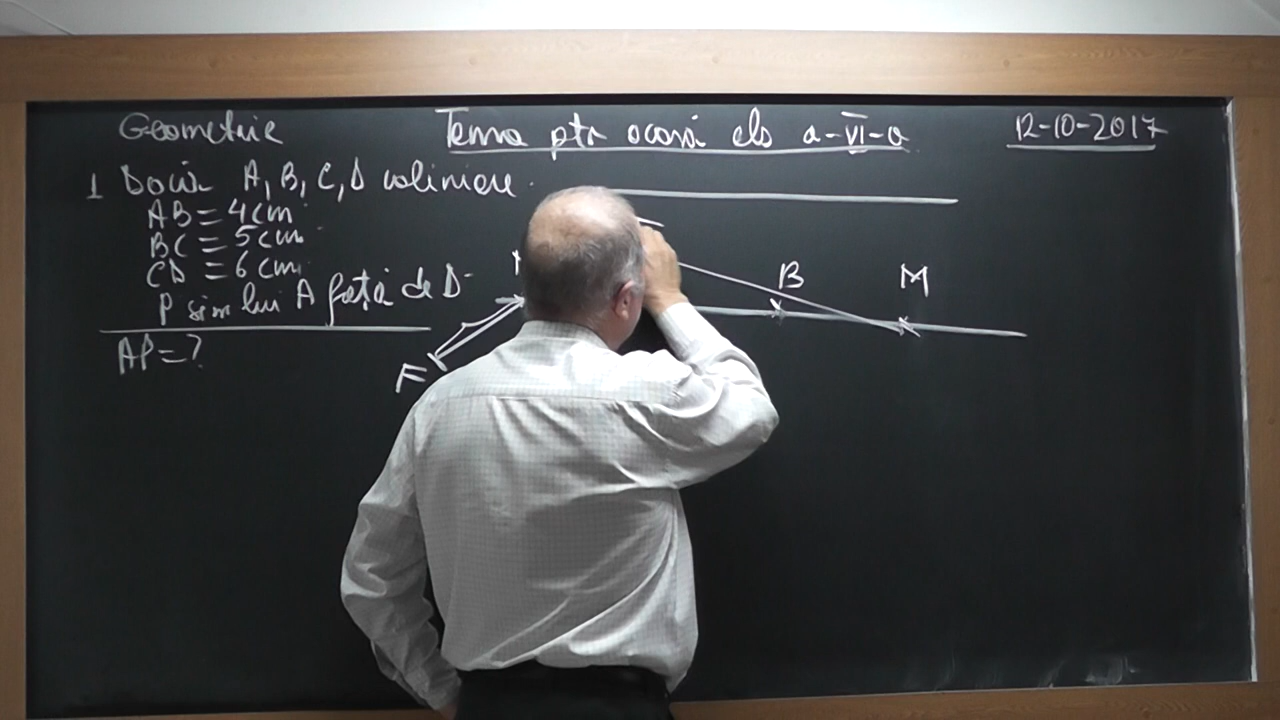 Geometrie
Tema ptr acasă cls a-VI-a
12-10-2017
1 Dacă A, B, C, D coliniare
AB = 4cm
BC = 5cm
CD = 6cm
P sim lui A față de D
AP = ?
B
M
F